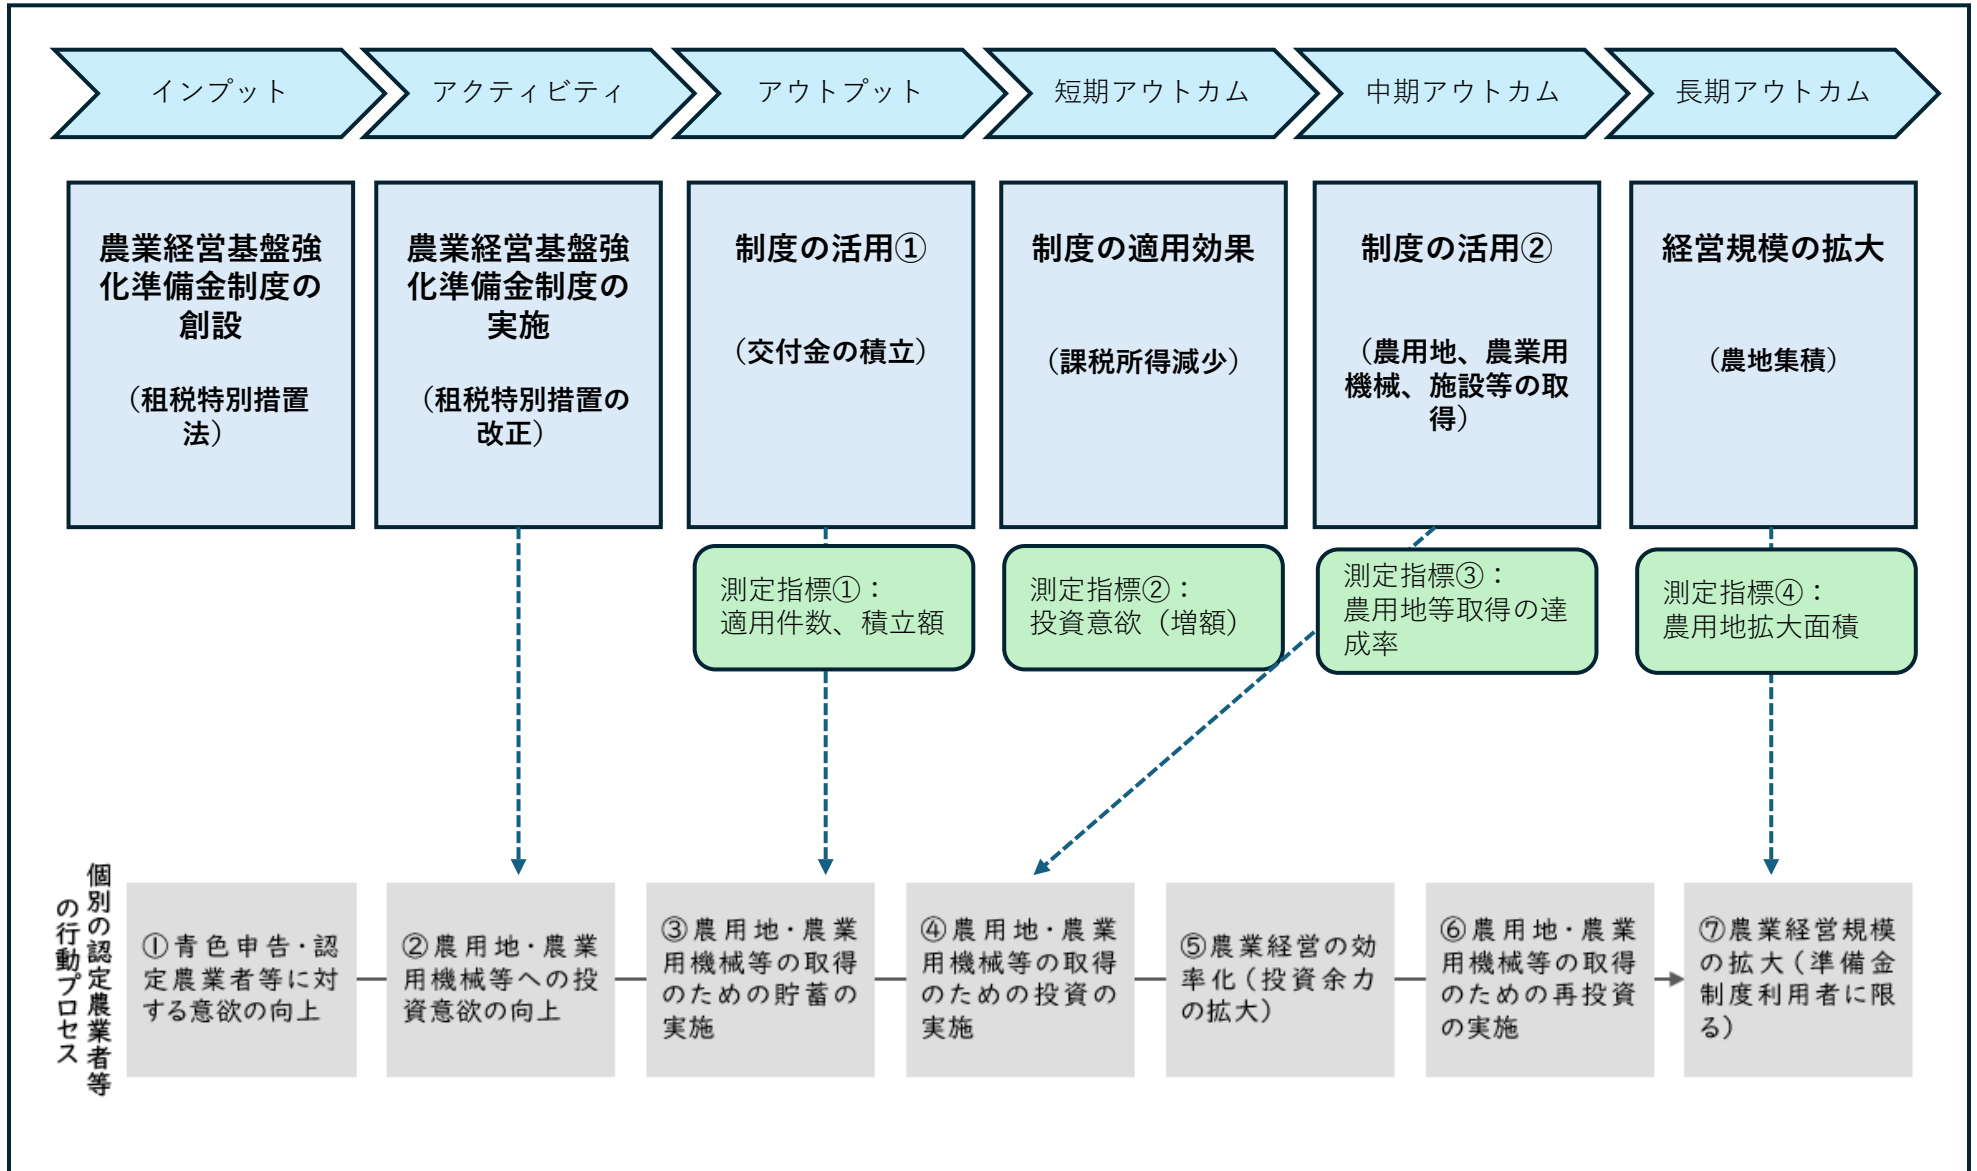 インプット
アクティビティ
アウトプット
短期アウトカム
中期アウトカム
長期アウトカム
農業経営基盤強
化準備金制度の
創設
（租税特別措置
法）
農業経営基盤強
化準備金制度の
実施
（租税特別措置の
改正）
制度の活用①
（交付金の積立）
制度の適用効果
（課税所得減少）
制度の活用②
（農用地、農業用
機械、施設等の取
得）
経営規模の拡大
（農地集積）
測定指標①：
適用件数、積立額
測定指標②：
投資意欲（増額）
測定指標③：
農用地等取得の達
成率
測定指標④：
農用地拡大面積
個別の認定農業者等
の行動プロセス
①青色申告・認
定農業者等に対
する意欲の向上
②農用地・農業
用機械等への投
資意欲の向上
③農用地・農業
用機械等の取得
のための貯蓄の
実施
④農用地・農業
用機械等の取得
のための投資の
実施
⑤農業経営の効
率化（投資余力
の拡大）
⑥農用地・農業
用機械等の取得
のための再投資
の実施
⑦農業経営規模
の拡大（準備金
制度利用者に限
る）